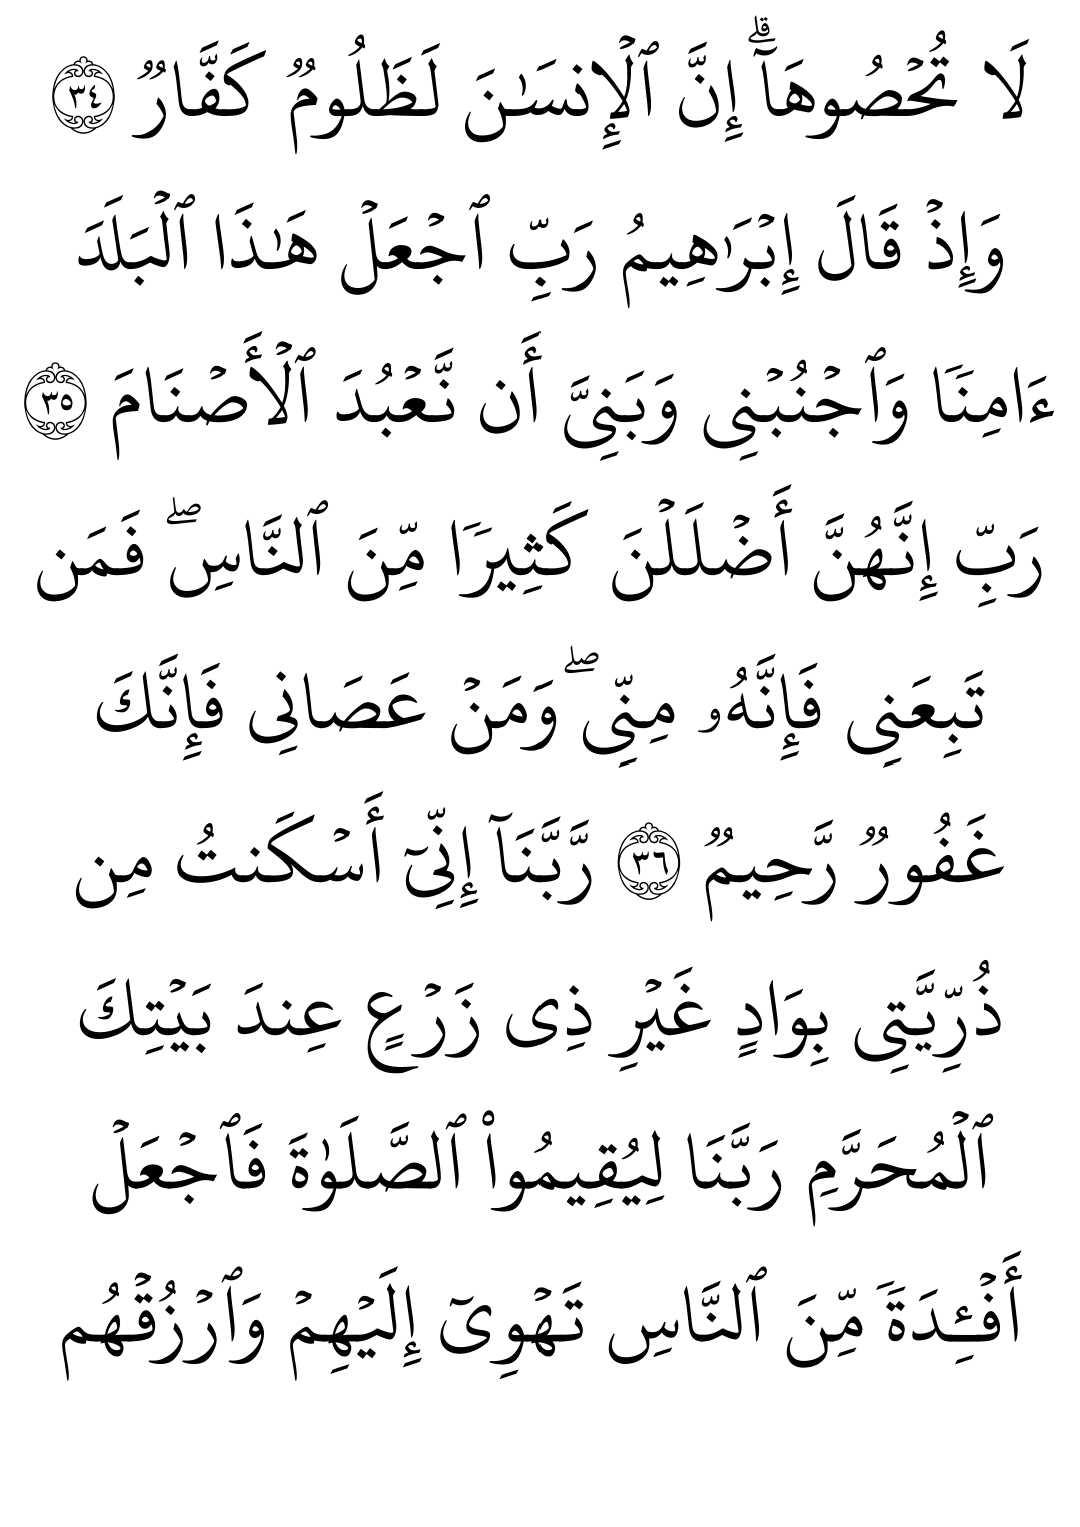 لَا تُحْصُوهَآ ۗ إِنَّ ٱلْإِنسَـٰنَ لَظَلُومٌ كَفَّارٌ ٣٤
وَإِذْ قَالَ إِبْرَٰهِيمُ رَبِّ ٱجْعَلْ هَـٰذَا ٱلْبَلَدَ
ءَامِنًا وَٱجْنُبْنِى وَبَنِىَّ أَن نَّعْبُدَ ٱلْأَصْنَامَ ٣٥
رَبِّ إِنَّهُنَّ أَضْلَلْنَ كَثِيرًا مِّنَ ٱلنَّاسِ ۖ فَمَن
تَبِعَنِى فَإِنَّهُۥ مِنِّى ۖ وَمَنْ عَصَانِى فَإِنَّكَ
غَفُورٌ رَّحِيمٌ ٣٦ رَّبَّنَآ إِنِّىٓ أَسْكَنتُ مِن
ذُرِّيَّتِى بِوَادٍ غَيْرِ ذِى زَرْعٍ عِندَ بَيْتِكَ
ٱلْمُحَرَّمِ رَبَّنَا لِيُقِيمُوا۟ ٱلصَّلَوٰةَ فَٱجْعَلْ
أَفْـِٔدَةً مِّنَ ٱلنَّاسِ تَهْوِىٓ إِلَيْهِمْ وَٱرْزُقْهُم